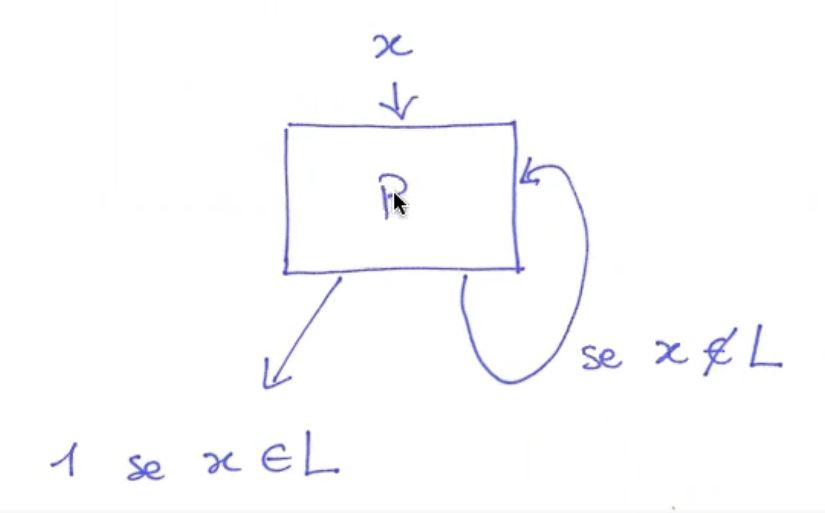 x
P
se x ∉ L
1 se x ∈ L